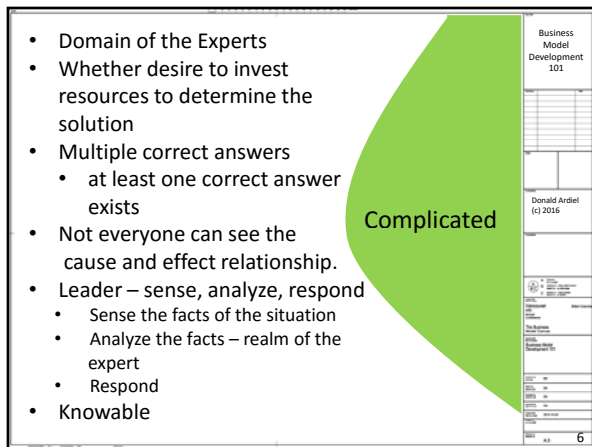 • Domain of the Experts
• Whether desire to invest
resources to determine the
solution
• Multiple correct answers
• at least one correct answer
exists
• Not everyone can see the
cause and effect relationship.
• Leader – sense, analyze, respond
• Sense the facts of the situation
• Analyze the facts – realm of the
expert
• Respond
• Knowable
Complicated
Business
Model
Development
101
Donald Ardiel
(c) 2016
The Business
Model Canvas
Business Model
Development 101
A.0
6